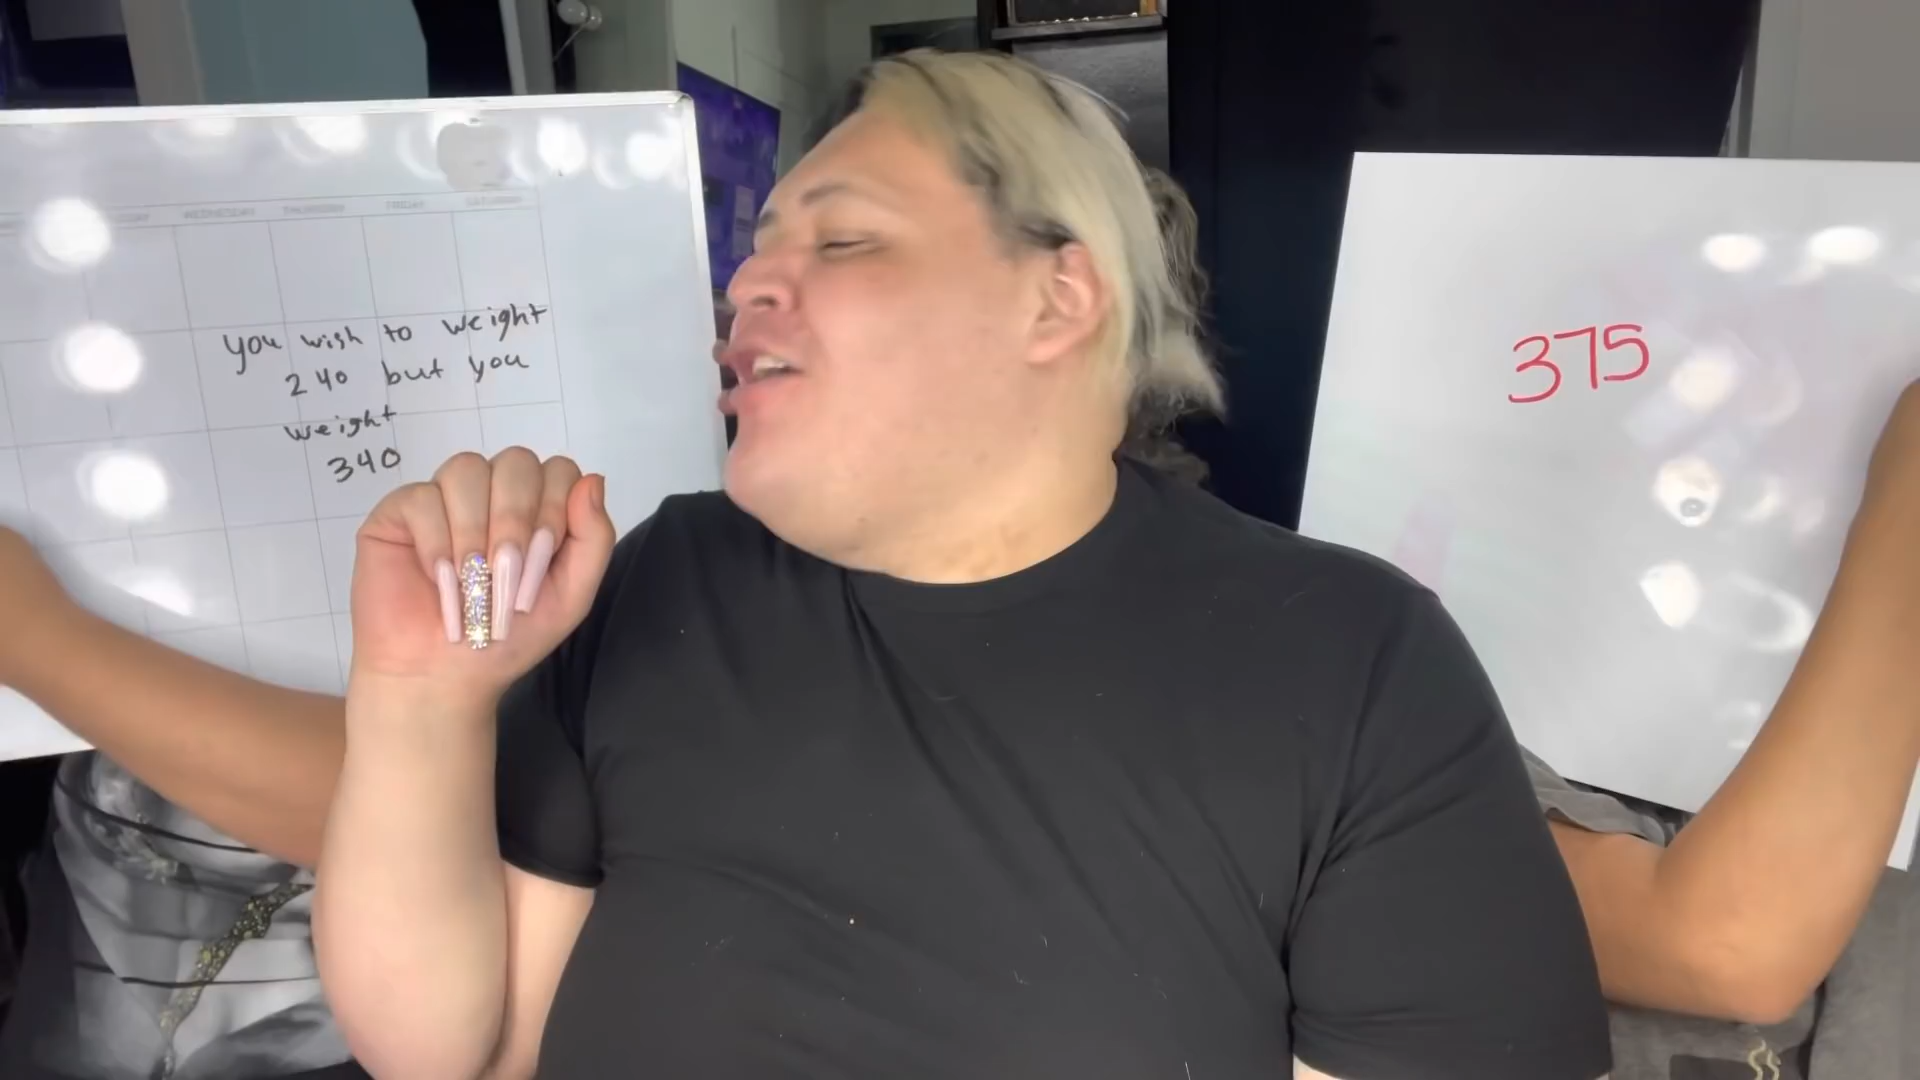 WEDNESDAY THURSDAY FRIDAY SATURDAY
you wish to weight
240 but you
weight
340
375